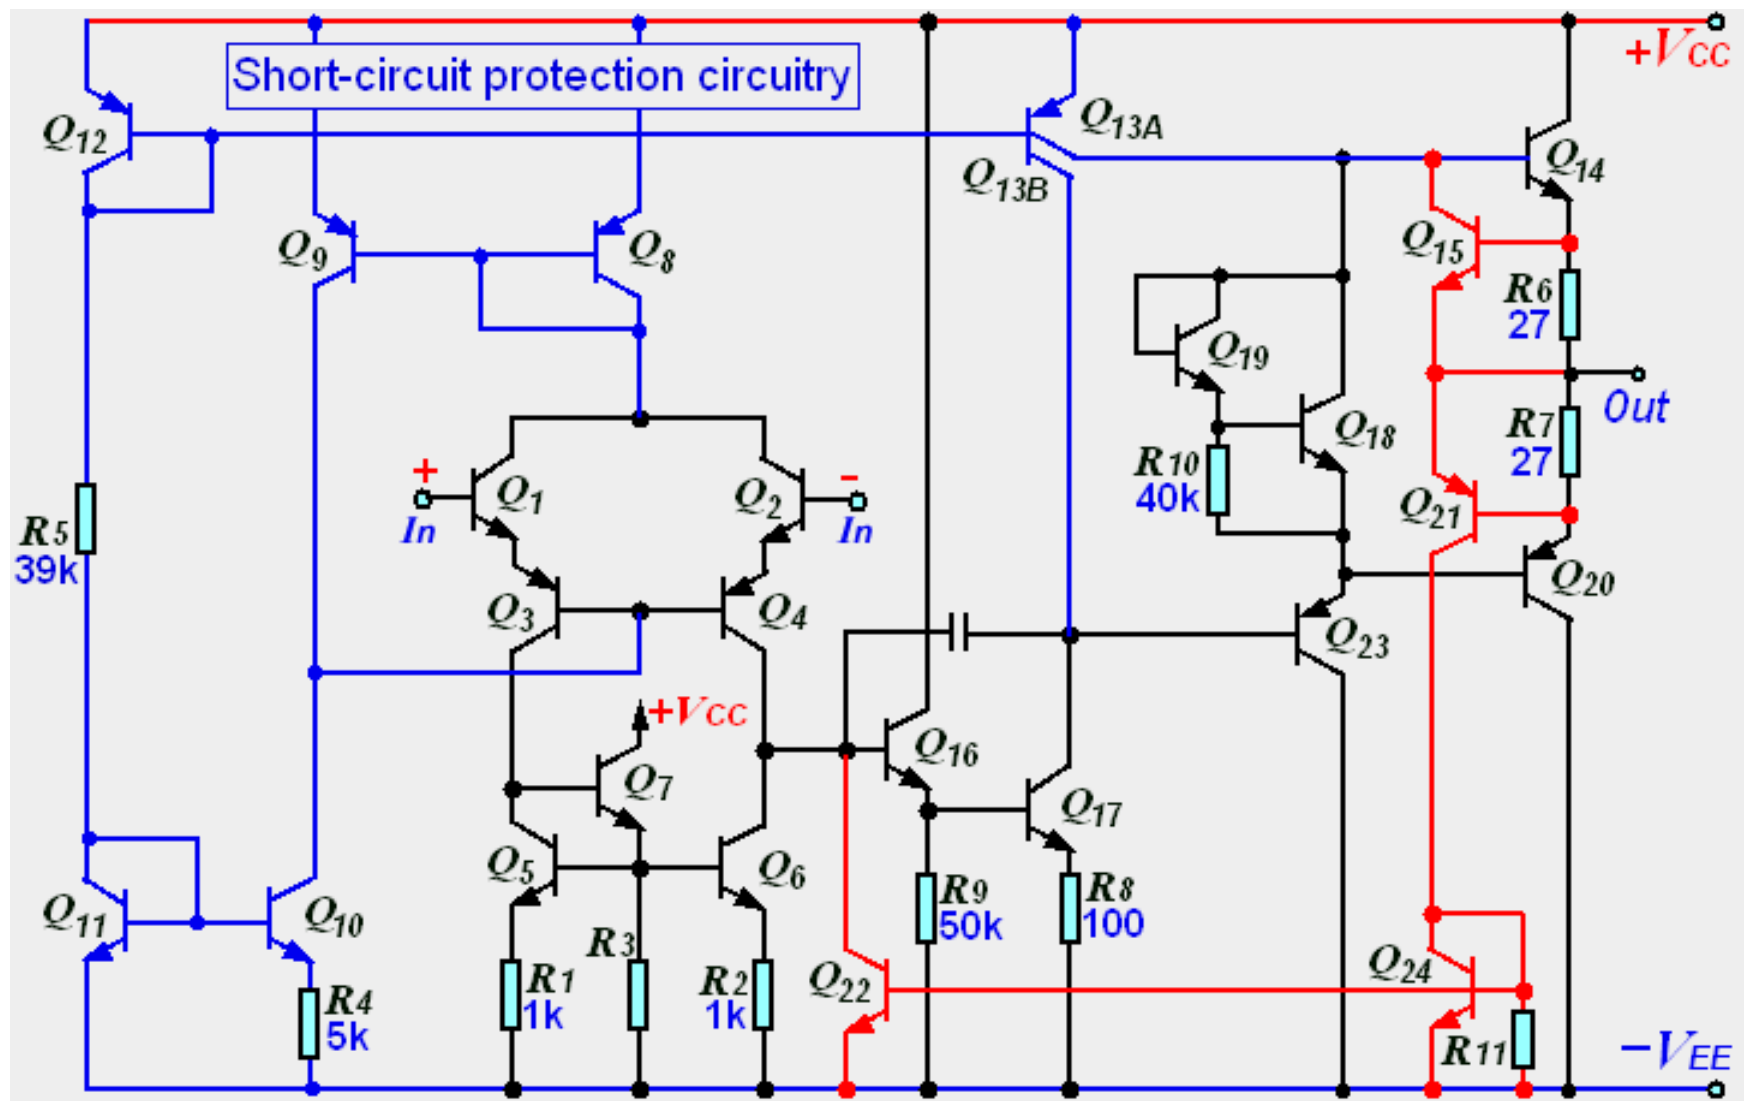 +VCC
Short-circuit protection circuitry
Q12
Q13A
Q13B
Q14
Q9
Q8
Q15
R6
27
Q19
Out
R7
27
Q18
+
-
Q1
Q2
In
In
R10
40k
Q21
R5
39k
Q3
Q4
Q20
Q23
+VCC
Q16
Q7
Q17
Q5
Q6
R9
50k
R8
100
Q11
Q10
R3
Q22
Q24
R1
1k
R2
1k
R4
5k
R11
−VEE